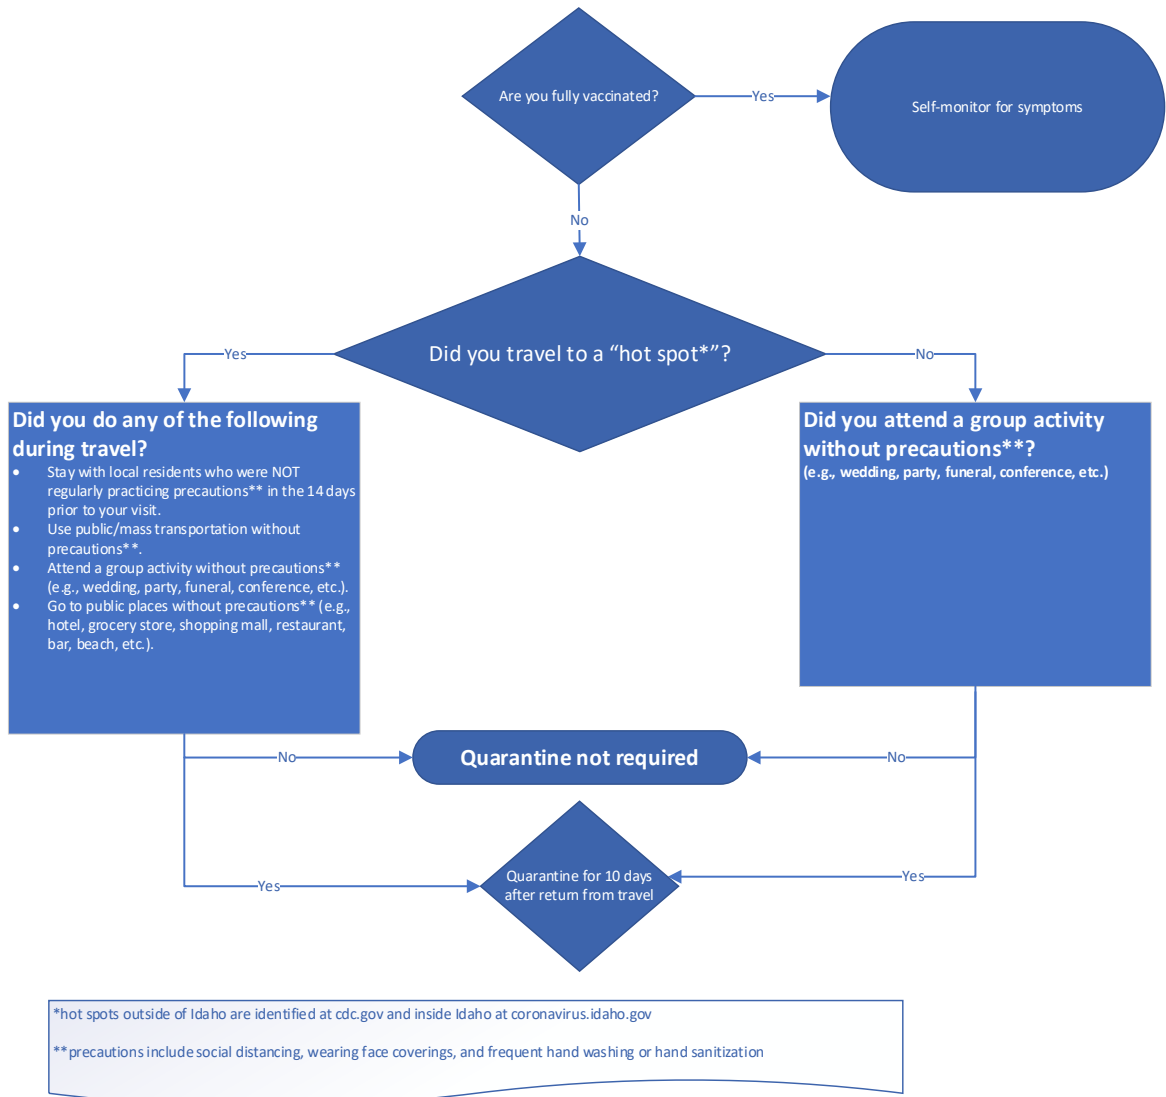 Are you fully vaccinated?
Yes
Self-monitor for symptoms
No
Did you travel to a “hot spot*”?
Yes
No
Did you do any of the following
during travel?
• Stay with local residents who were NOT
regularly practicing precautions** in the 14 days
prior to your visit.
• Use public/mass transportation without
precautions**.
• Attend a group activity without precautions**
(e.g., wedding, party, funeral, conference, etc.).
• Go to public places without precautions** (e.g.,
hotel, grocery store, shopping mall, restaurant,
bar, beach, etc.).
Did you attend a group activity
without precautions**?
(e.g., wedding, party, funeral, conference, etc.)
No
Quarantine not required
No
Yes
Quarantine for 10 days
after return from travel
Yes
*hot spots outside of Idaho are identified at cdc.gov and inside Idaho at coronavirus.idaho.gov
**precautions include social distancing, wearing face coverings, and frequent hand washing or hand sanitization